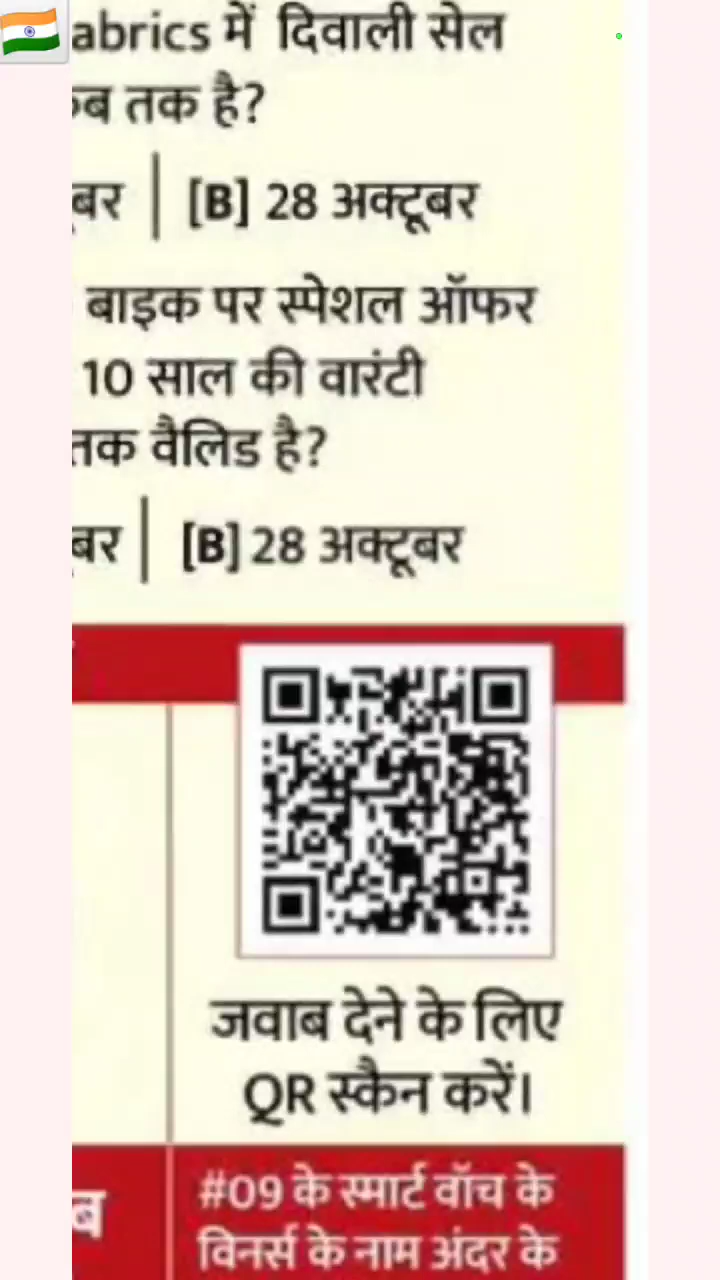 abrics में दिवाली सेल
ब तक है?
बर | [B] 28 अक्टूबर
बाइक पर स्पेशल ऑफर
10 साल की वारंटी
तक वैलिड है?
बर | [B] 28 अक्टूबर
जवाब देने के लिए
QR स्कैन करें।
ब
#09 के स्मार्ट वॉच के
विनर्स के नाम अंदर के